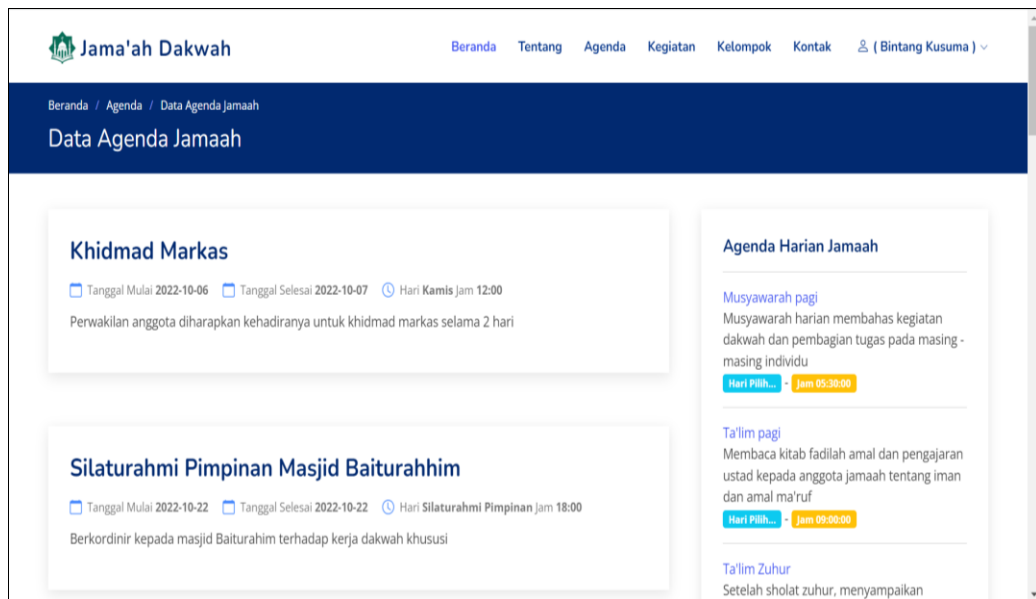 Jama'ah Dakwah
Beranda Tentang Agenda Kegiatan Kelompok Kontak ( Bintang Kusuma )
Beranda / Agenda / Data Agenda Jamaah
Data Agenda Jamaah
Khidmad Markas
Tanggal Mulai 2022-10-06 Tanggal Selesai 2022-10-07 Hari Kamis Jam 12:00
Perwakilan anggota diharapkan kehadiranya untuk khidmad markas selama 2 hari
Silaturahmi Pimpinan Masjid Baiturahhim
Tanggal Mulai 2022-10-22 Tanggal Selesai 2022-10-22 Hari Silaturahmi Pimpinan Jam 18:00
Berkordinir kepada masjid Baiturahim terhadap kerja dakwah khususi
Agenda Harian Jamaah
Musyawarah pagi
Musyawarah harian membahas kegiatan
dakwah dan pembagian tugas pada masing -
masing individu
Hari Pilih... - Jam 05:30:00
Ta'lim pagi
Membaca kitab fadilah amal dan pengajaran
ustad kepada anggota jamaah tentang iman
dan amal ma'ruf
Hari Pilih... - Jam 09:00:00
Ta'lim Zuhur
Setelah sholat zuhur, menyampaikan